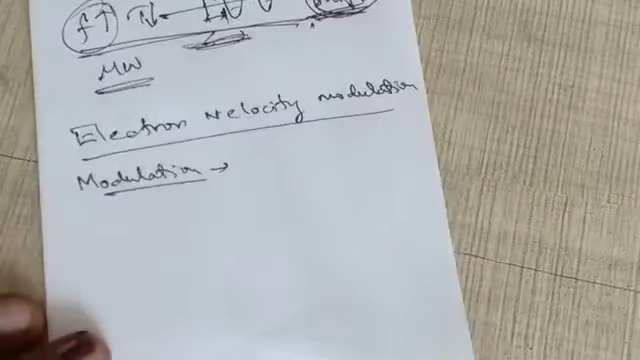 f↑ T↓
MW
Electron Velocity modulation
Modulation →